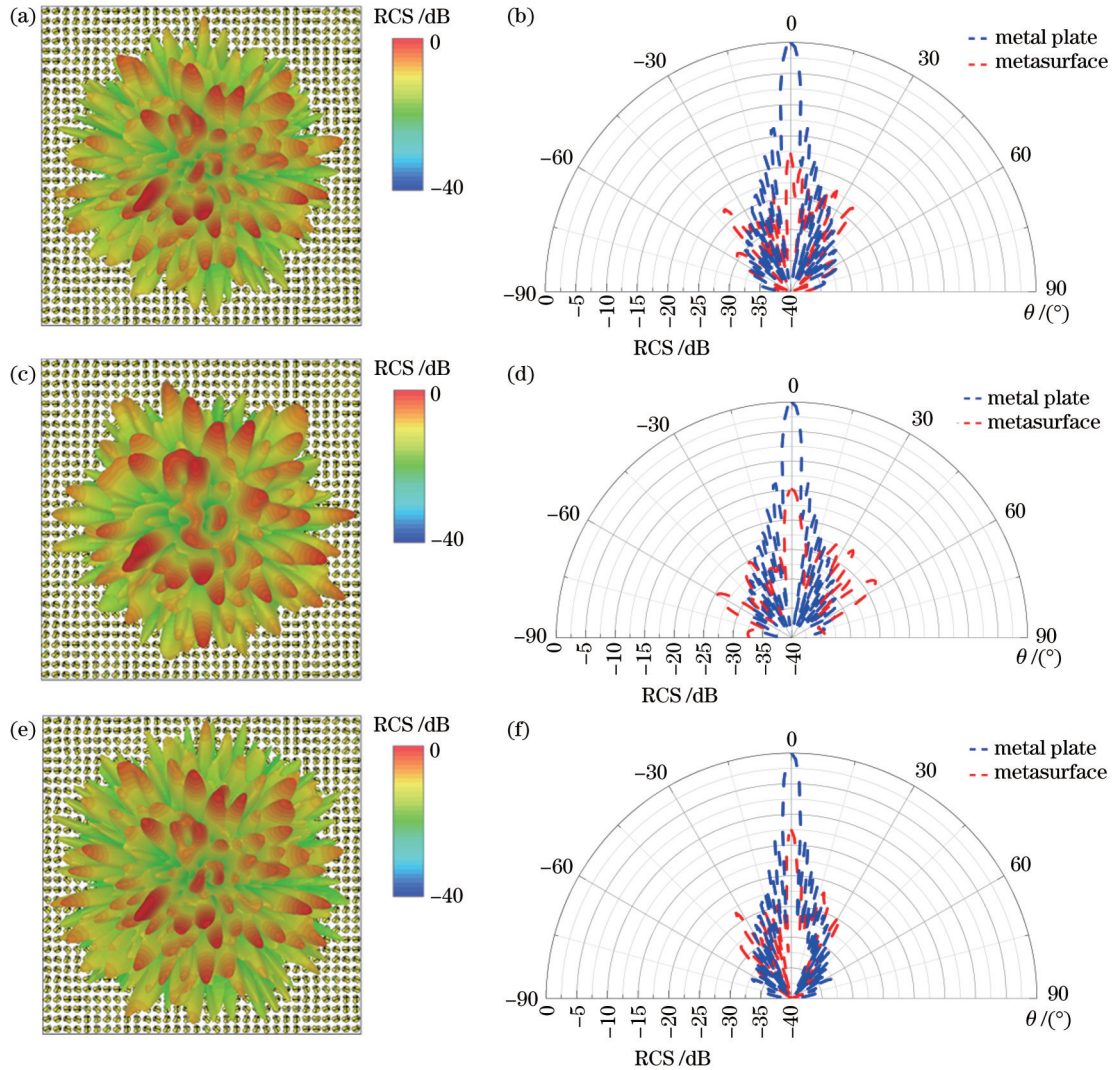 (a)
RCS /dB
0
−40
(b)
0
−30
30
−60
60
−90
90
metal plate
metasurface
θ /(°)
0
−5
−10
−15
−20
−25
−30
−35
−40
RCS /dB
(c)
RCS /dB
0
−40
(d)
0
−30
30
−60
60
−90
90
metal plate
metasurface
θ /(°)
0
−5
−10
−15
−20
−25
−30
−35
−40
RCS /dB
(e)
RCS /dB
0
−40
(f)
0
−30
30
−60
60
−90
90
metal plate
metasurface
θ /(°)
0
−5
−10
−15
−20
−25
−30
−35
−40
RCS /dB